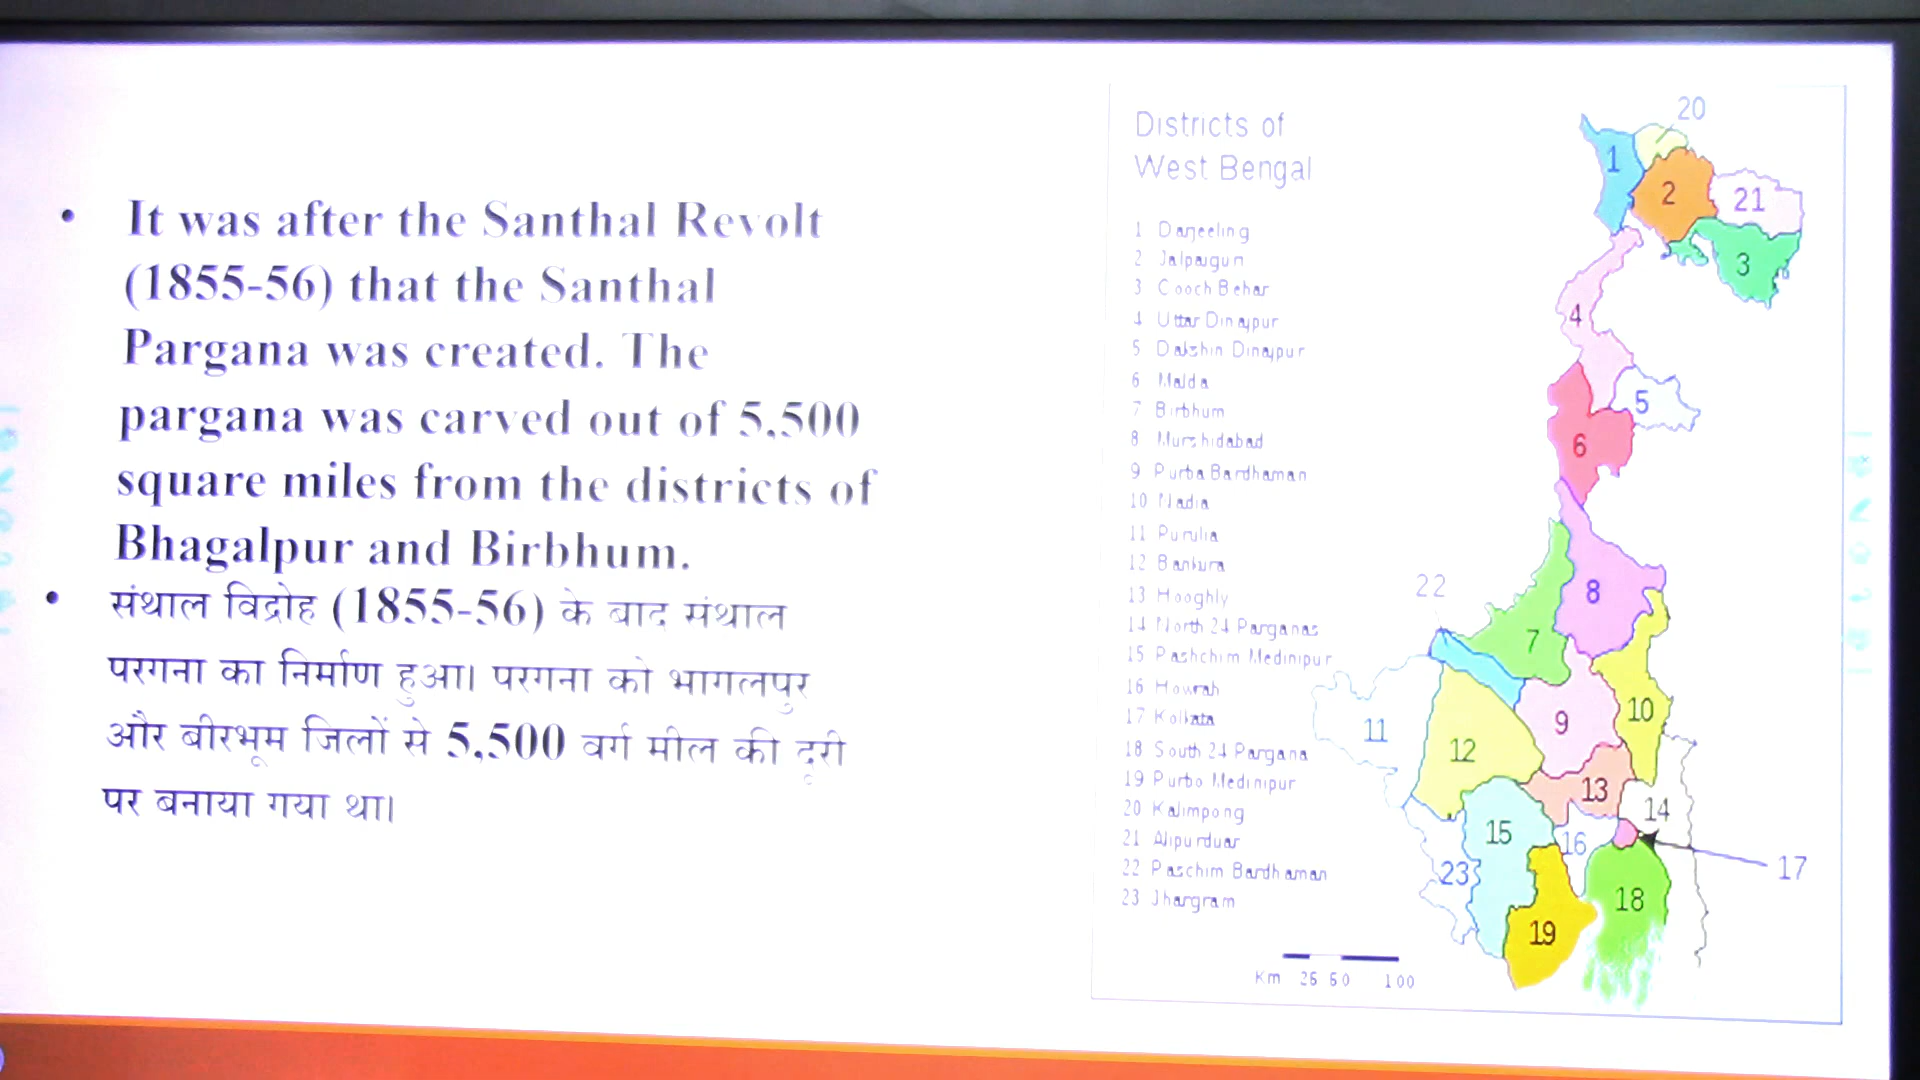 • It was after the Santhal Revolt
(1855-56) that the Santhal
Pargana was created. The
pargana was carved out of 5,500
square miles from the districts of
Bhagalpur and Birbhum.
• संथाल विद्रोह (1855-56) के बाद संथाल
परगना का निर्माण हुआ। परगना को भागलपुर
और बीरभूम जिलों से 5,500 वर्ग मील की दूरी
पर बनाया गया था।
Districts of
West Bengal
1 Darjeeling
2 Jalpaiguri
3 Cooch Behar
4 Uttar Dinajpur
5 Dakshin Dinajpur
6 Malda
7 Birbhum
8 Murshidabad
9 Purba Bardhaman
10 Nadia
11 Purulia
12 Bankura
13 Hooghly
14 North 24 Parganas
15 Pashchim Medinipur
16 Howrah
17 Kolkata
18 South 24 Pargana
19 Purbo Medinipur
20 Kalimpong
21 Alipurduar
22 Paschim Bardhaman
23 Jhargram
20
1
2
21
3
4
5
6
22
8
7
10
9
11
12
13
14
15
16
17
23
18
19
Km 25 50 100